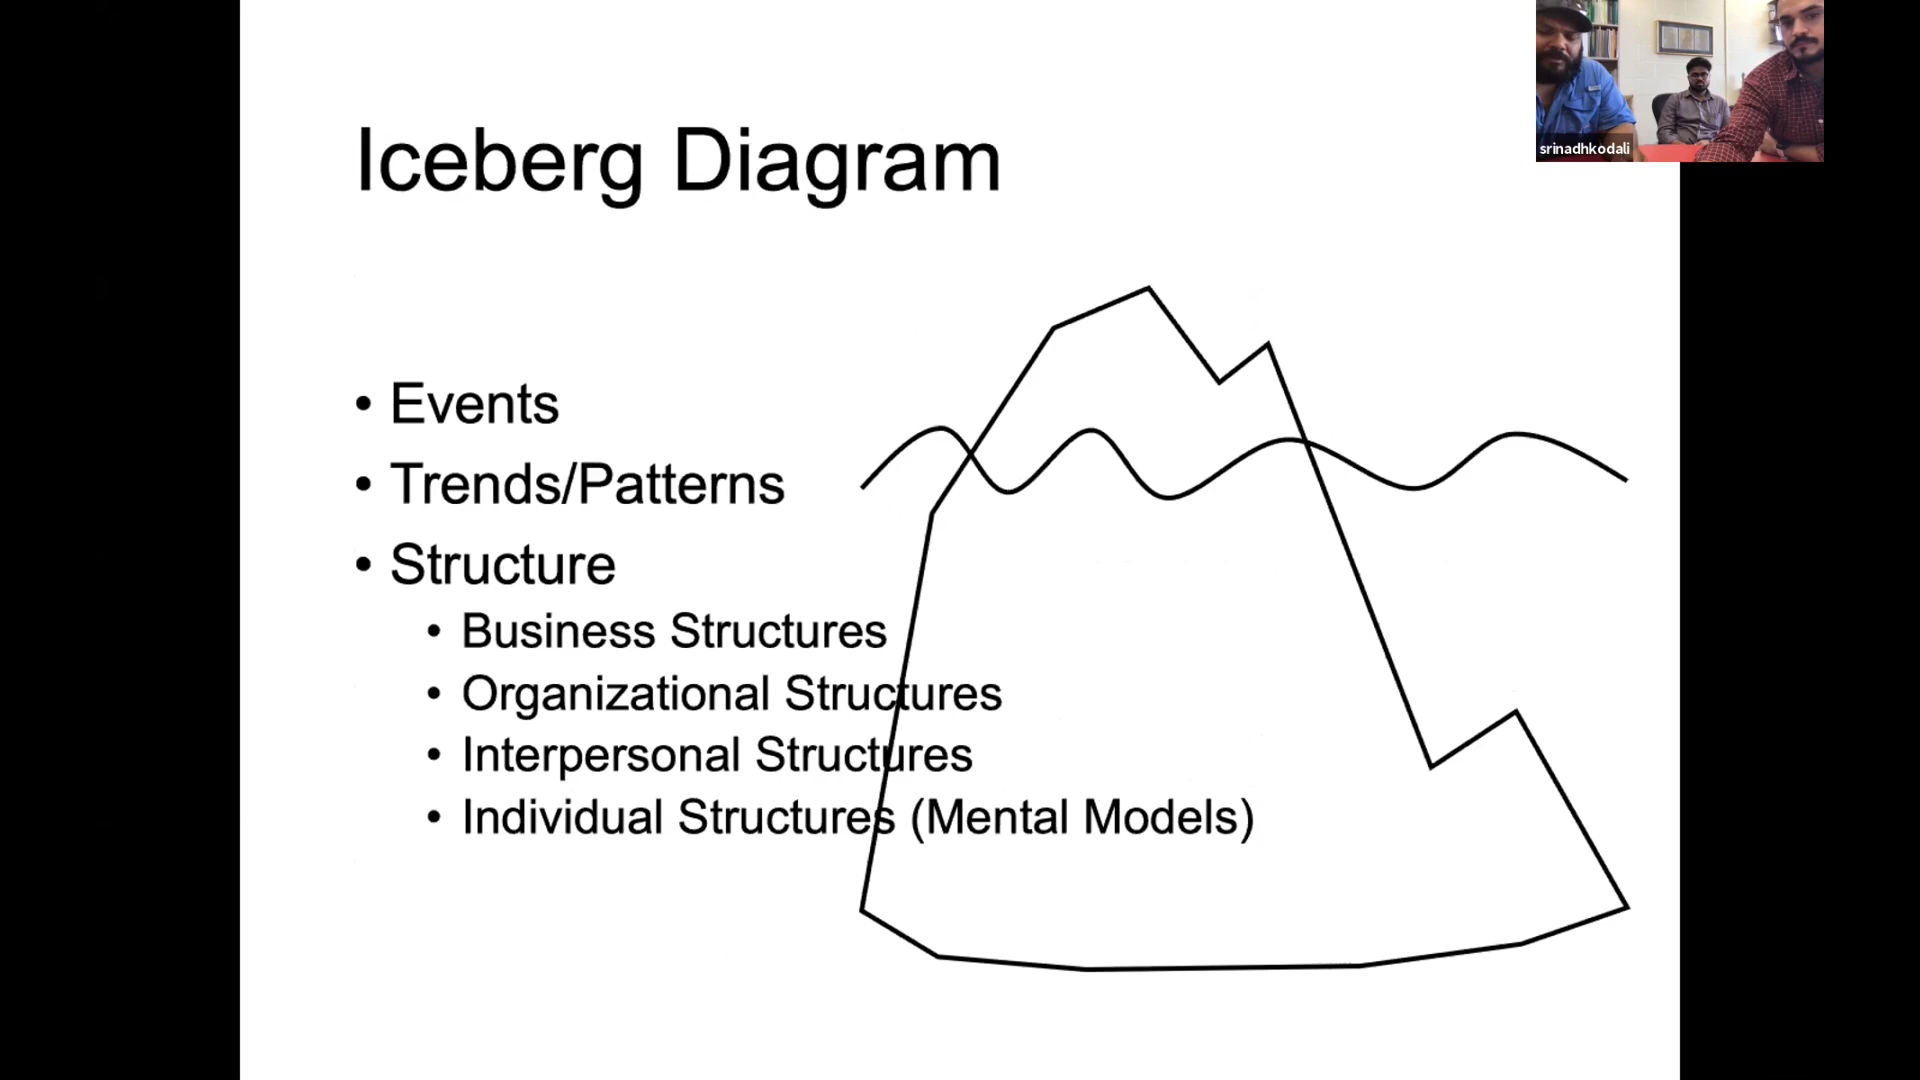 Iceberg Diagram
srinadhkodali
• Events
• Trends/Patterns
• Structure
• Business Structures
• Organizational Structures
• Interpersonal Structures
• Individual Structures (Mental Models)